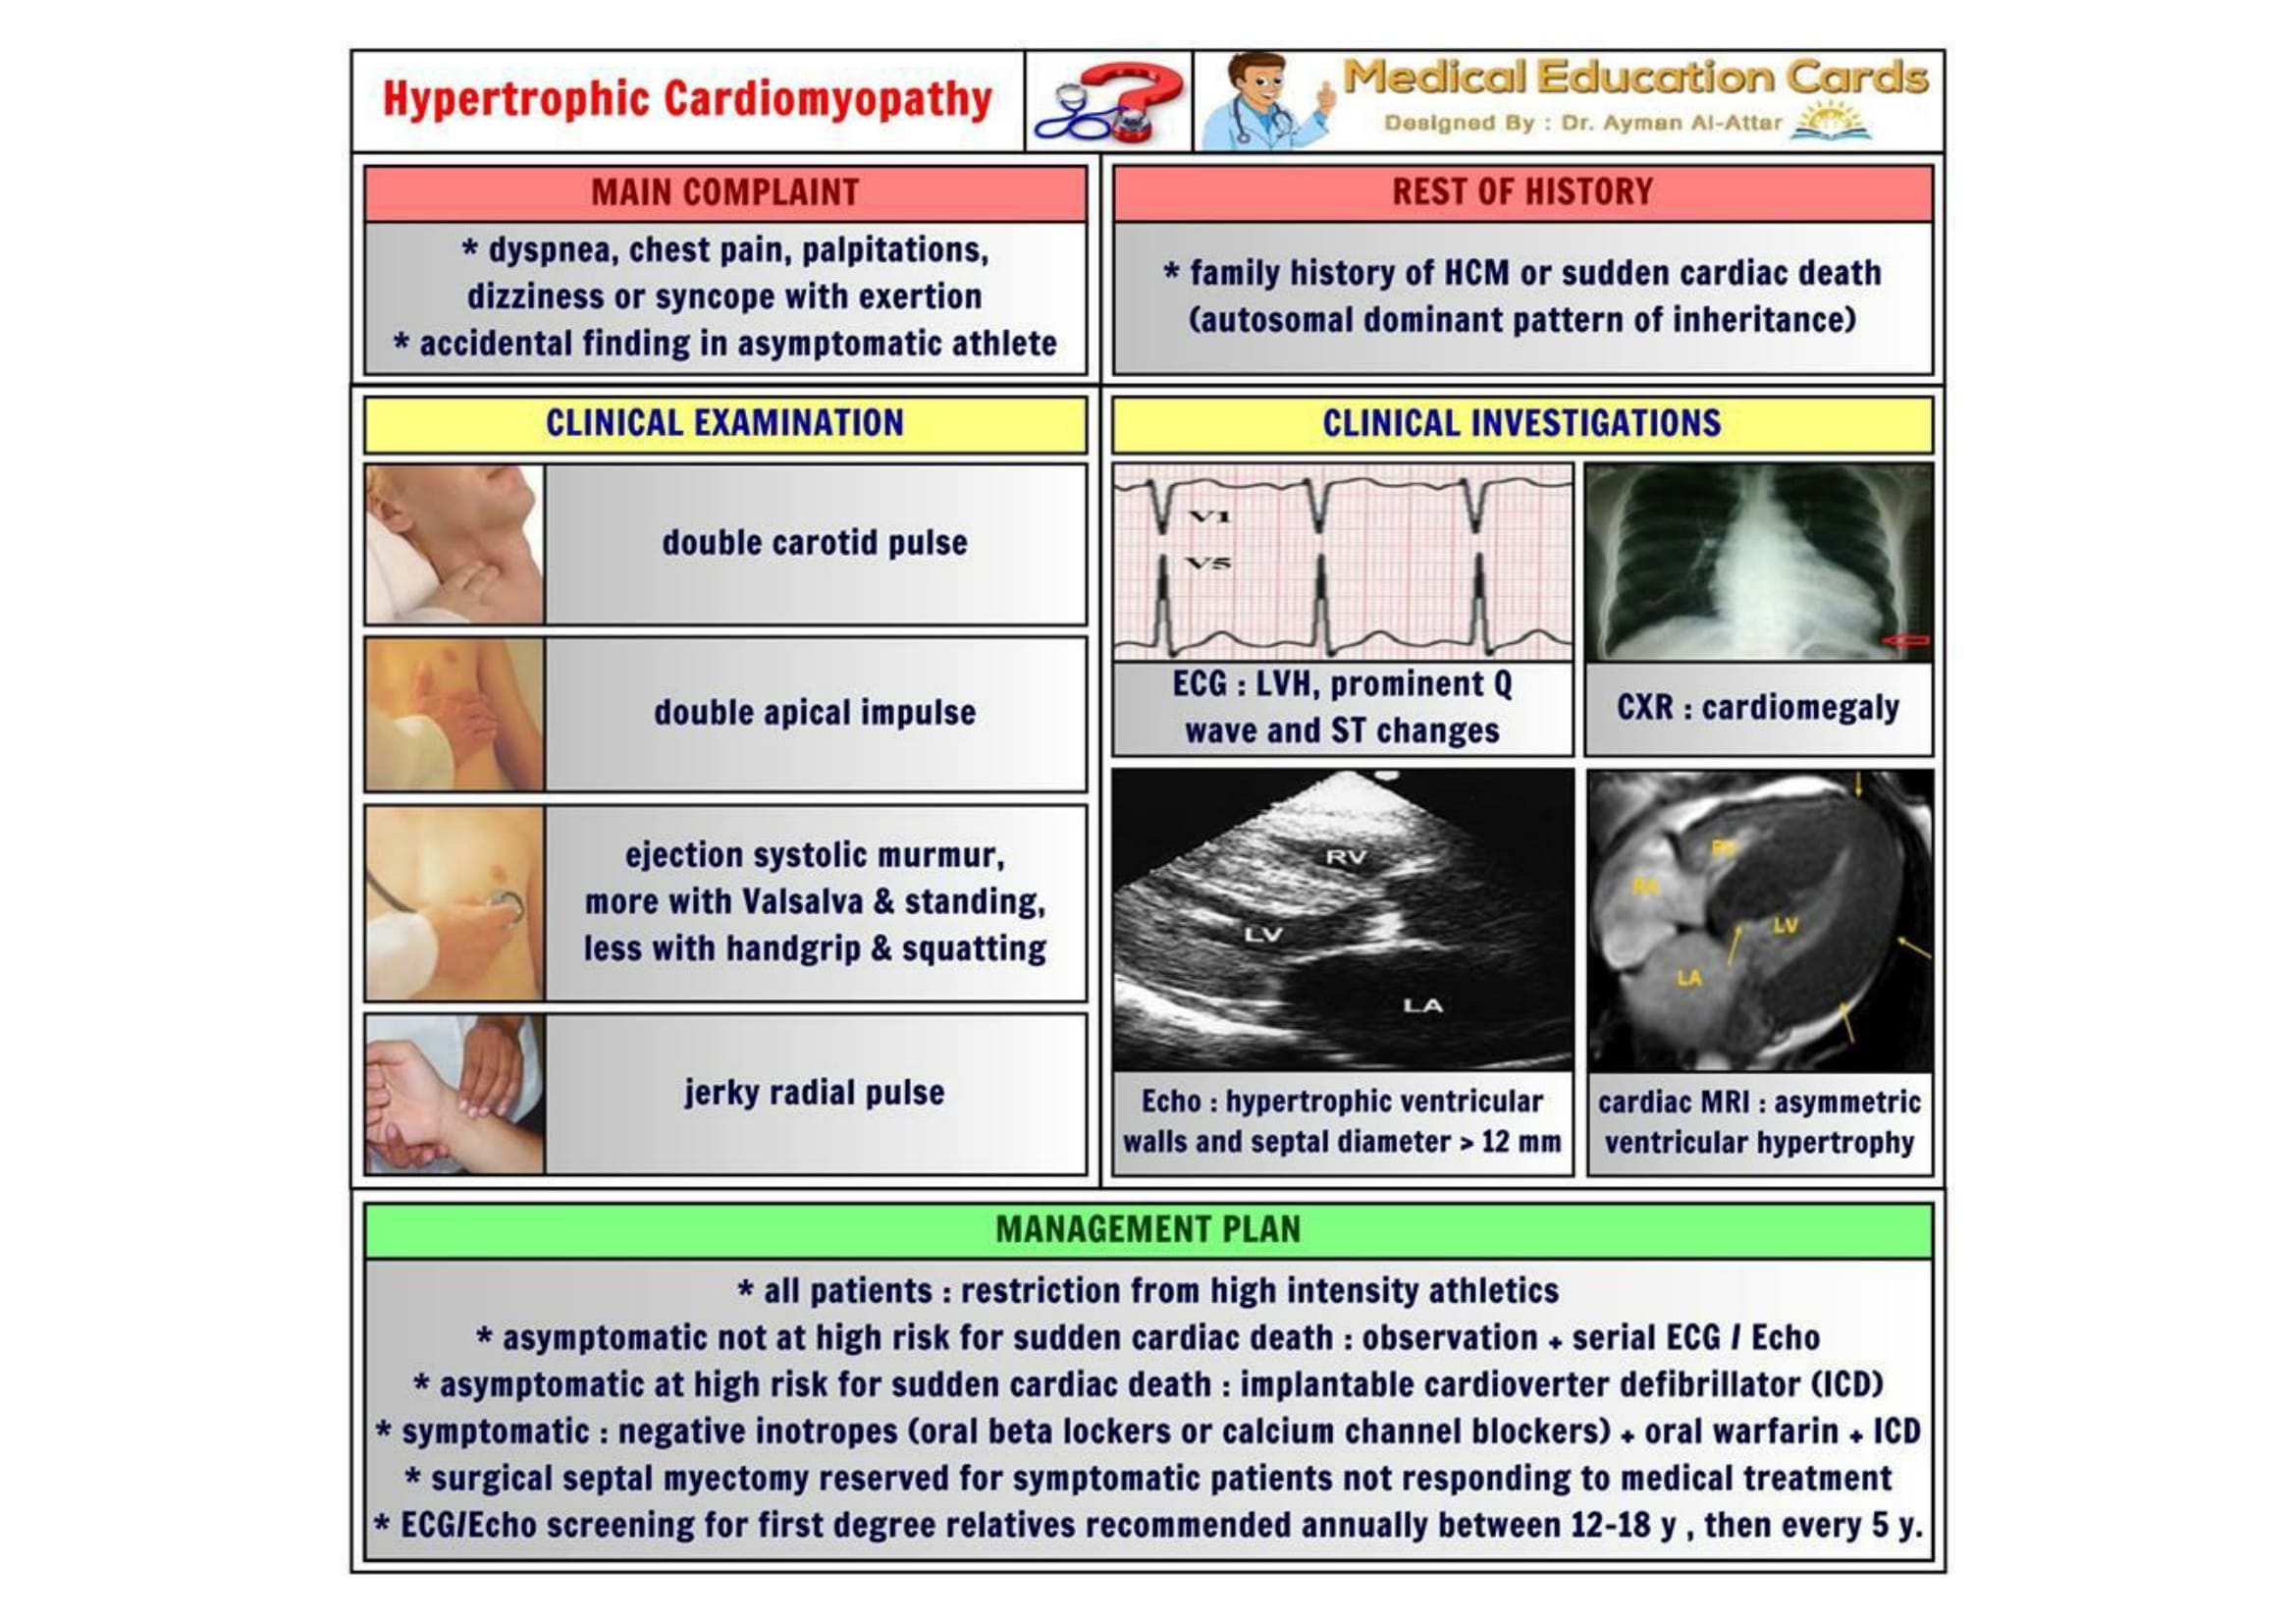 Hypertrophic Cardiomyopathy
Medical Education Cards
Designed By : Dr. Ayman Al-Attar
MAIN COMPLAINT
* dyspnea, chest pain, palpitations,
dizziness or syncope with exertion
* accidental finding in asymptomatic athlete
REST OF HISTORY
* family history of HCM or sudden cardiac death
(autosomal dominant pattern of inheritance)
CLINICAL EXAMINATION
double carotid pulse
double apical impulse
ejection systolic murmur,
more with Valsalva & standing,
less with handgrip & squatting
jerky radial pulse
CLINICAL INVESTIGATIONS
V1
V5
ECG : LVH, prominent Q
wave and ST changes
CXR : cardiomegaly
RV
LV
LA
Echo : hypertrophic ventricular
walls and septal diameter > 12 mm
RV
RA
LV
LA
cardiac MRI : asymmetric
ventricular hypertrophy
MANAGEMENT PLAN
* all patients : restriction from high intensity athletics
* asymptomatic not at high risk for sudden cardiac death : observation + serial ECG / Echo
* asymptomatic at high risk for sudden cardiac death : implantable cardioverter defibrillator (ICD)
* symptomatic : negative inotropes (oral beta lockers or calcium channel blockers) + oral warfarin + ICD
* surgical septal myectomy reserved for symptomatic patients not responding to medical treatment
* ECG/Echo screening for first degree relatives recommended annually between 12-18 y , then every 5 y.